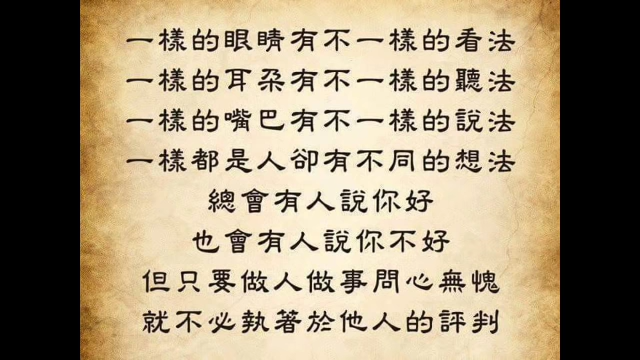 一樣的眼睛有不一樣的看法
一樣的耳朵有不一樣的聽法
一樣的嘴巴有不一樣的說法
一樣都是人卻有不同的想法
總會有人說你好
也會有人說你不好
但只要做人做事問心無愧
就不必執著於他人的評判